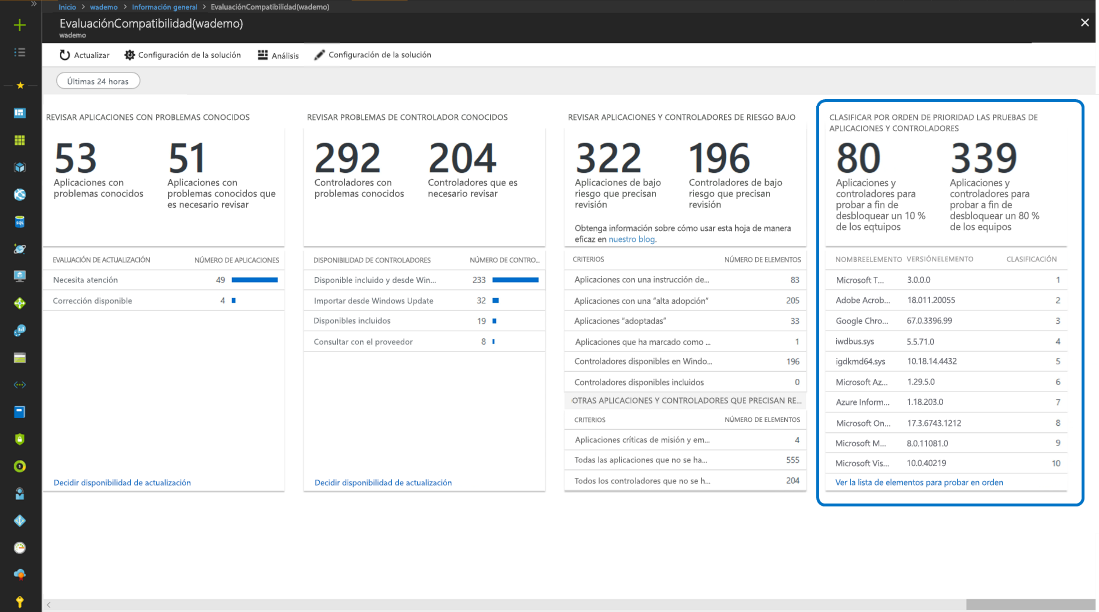 Inicio > wademo > Información general > EvaluaciónCompatibilidad(wademo)
EvaluaciónCompatibilidad(wademo)
wademo
Actualizar Configuración de la solución Análisis Configuración de la solución
Últimas 24 horas
REVISAR APLICACIONES CON PROBLEMAS CONOCIDOS
53 51
Aplicaciones con Aplicaciones con
problemas conocidos problemas conocidos que
es necesario revisar
EVALUACIÓN DE ACTUALIZACIÓN NÚMERO DE APLICACIONES
Necesita atención 49
Corrección disponible 4
Decidir disponibilidad de actualización
REVISAR PROBLEMAS DE CONTROLADOR CONOCIDOS
292 204
Controladores con Controladores que es
problemas conocidos necesario revisar
DISPONIBILIDAD DE CONTROLADORES NÚMERO DE CONTRO...
Disponible incluido y desde Win... 233
Importar desde Windows Update 32
Disponibles incluidos 19
Consultar con el proveedor 8
Decidir disponibilidad de actualización
REVISAR APLICACIONES Y CONTROLADORES DE RIESGO BAJO
322 196
Aplicaciones de bajo Controladores de bajo
riesgo que precisan riesgo que precisan
revisión revisión
Obtenga información sobre cómo usar esta hoja de manera
eficaz en nuestro blog.
CRITERIOS NÚMERO DE ELEMENTOS
Aplicaciones con una instrucción de... 83
Aplicaciones con una "alta adopción" 205
Aplicaciones "adoptadas" 33
Aplicaciones que ha marcado como ... 1
Controladores disponibles en Windo... 196
Controladores disponibles incluidos 0
OTRAS APLICACIONES Y CONTROLADORES QUE PRECISAN RE...
CRITERIOS NÚMERO DE ELEMENTOS
Aplicaciones críticas de misión y em... 4
Todas las aplicaciones que no se ha... 555
Todos los controladores que no se h... 204
CLASIFICAR POR ORDEN DE PRIORIDAD LAS PRUEBAS DE
APLICACIONES Y CONTROLADORES
80 339
Aplicaciones y Aplicaciones y
controladores para controladores para
probar a fin de probar a fin de
desbloquear un 10 % desbloquear un 80 %
de los eqtuipos de los equipos
NOMBREELEMENTO VERSIÓNELEMENTO CLASIFICACIÓN
Microsoft T... 3.0.0.0 1
Adobe Acrob... 18.011.20055 2
Google Chro... 67.0.3396.99 3
iwdbus.sys 5.5.71.0 4
igdkmd64.sys 10.18.14.4432 5
Microsoft Az... 1.29.5.0 6
Azure Inform... 1.18.203.0 7
Microsoft On... 17.3.6743.1212 8
Microsoft M... 8.0.11081.0 9
Microsoft Vis... 10.0.40219 10
Ver la lista de elementos para probar en orden